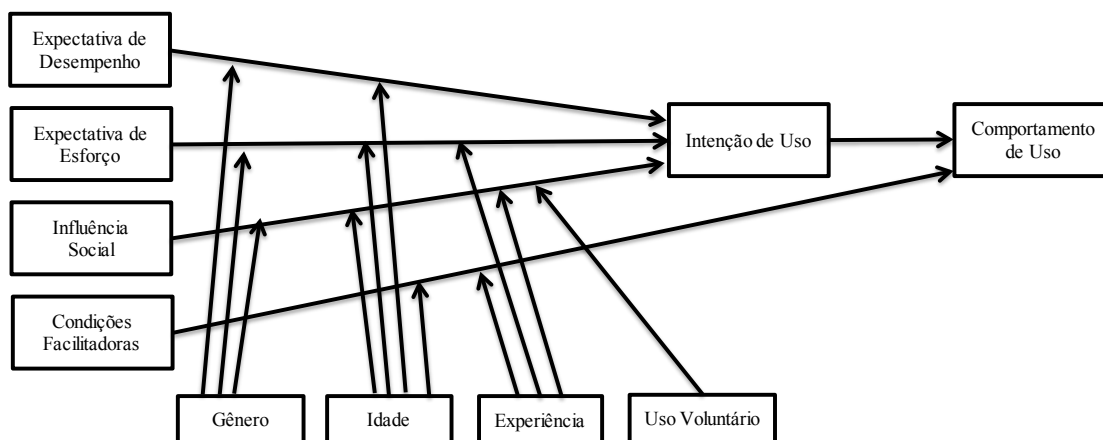 Expectativa de
Desempenho
Expectativa de
Esforço
Influência
Social
Condições
Facilitadoras
Intenção de Uso
Comportamento
de Uso
Gênero
Idade
Experiência
Uso Voluntário